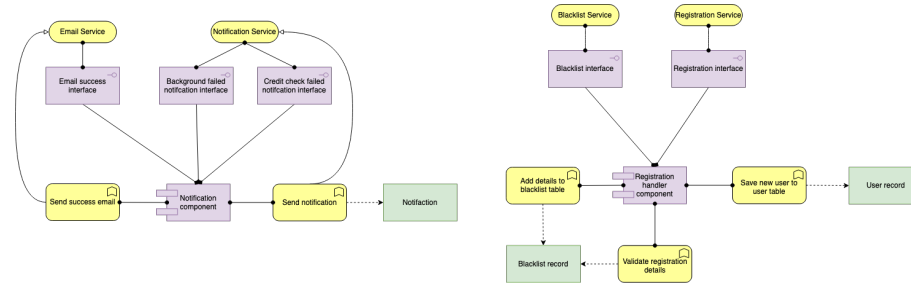 Email Service
Notification Service
Email success
interface
Background failed
notifcation interface
Credit check failed
notifcation interface
Send success email
Notification
component
Send notification
Notifaction
Blacklist Service
Registration Service
Blacklist interface
Registration interface
Add details to
blacklist table
Registration
handler
component
Save new user to
user table
User record
Blacklist record
Validate registration
details